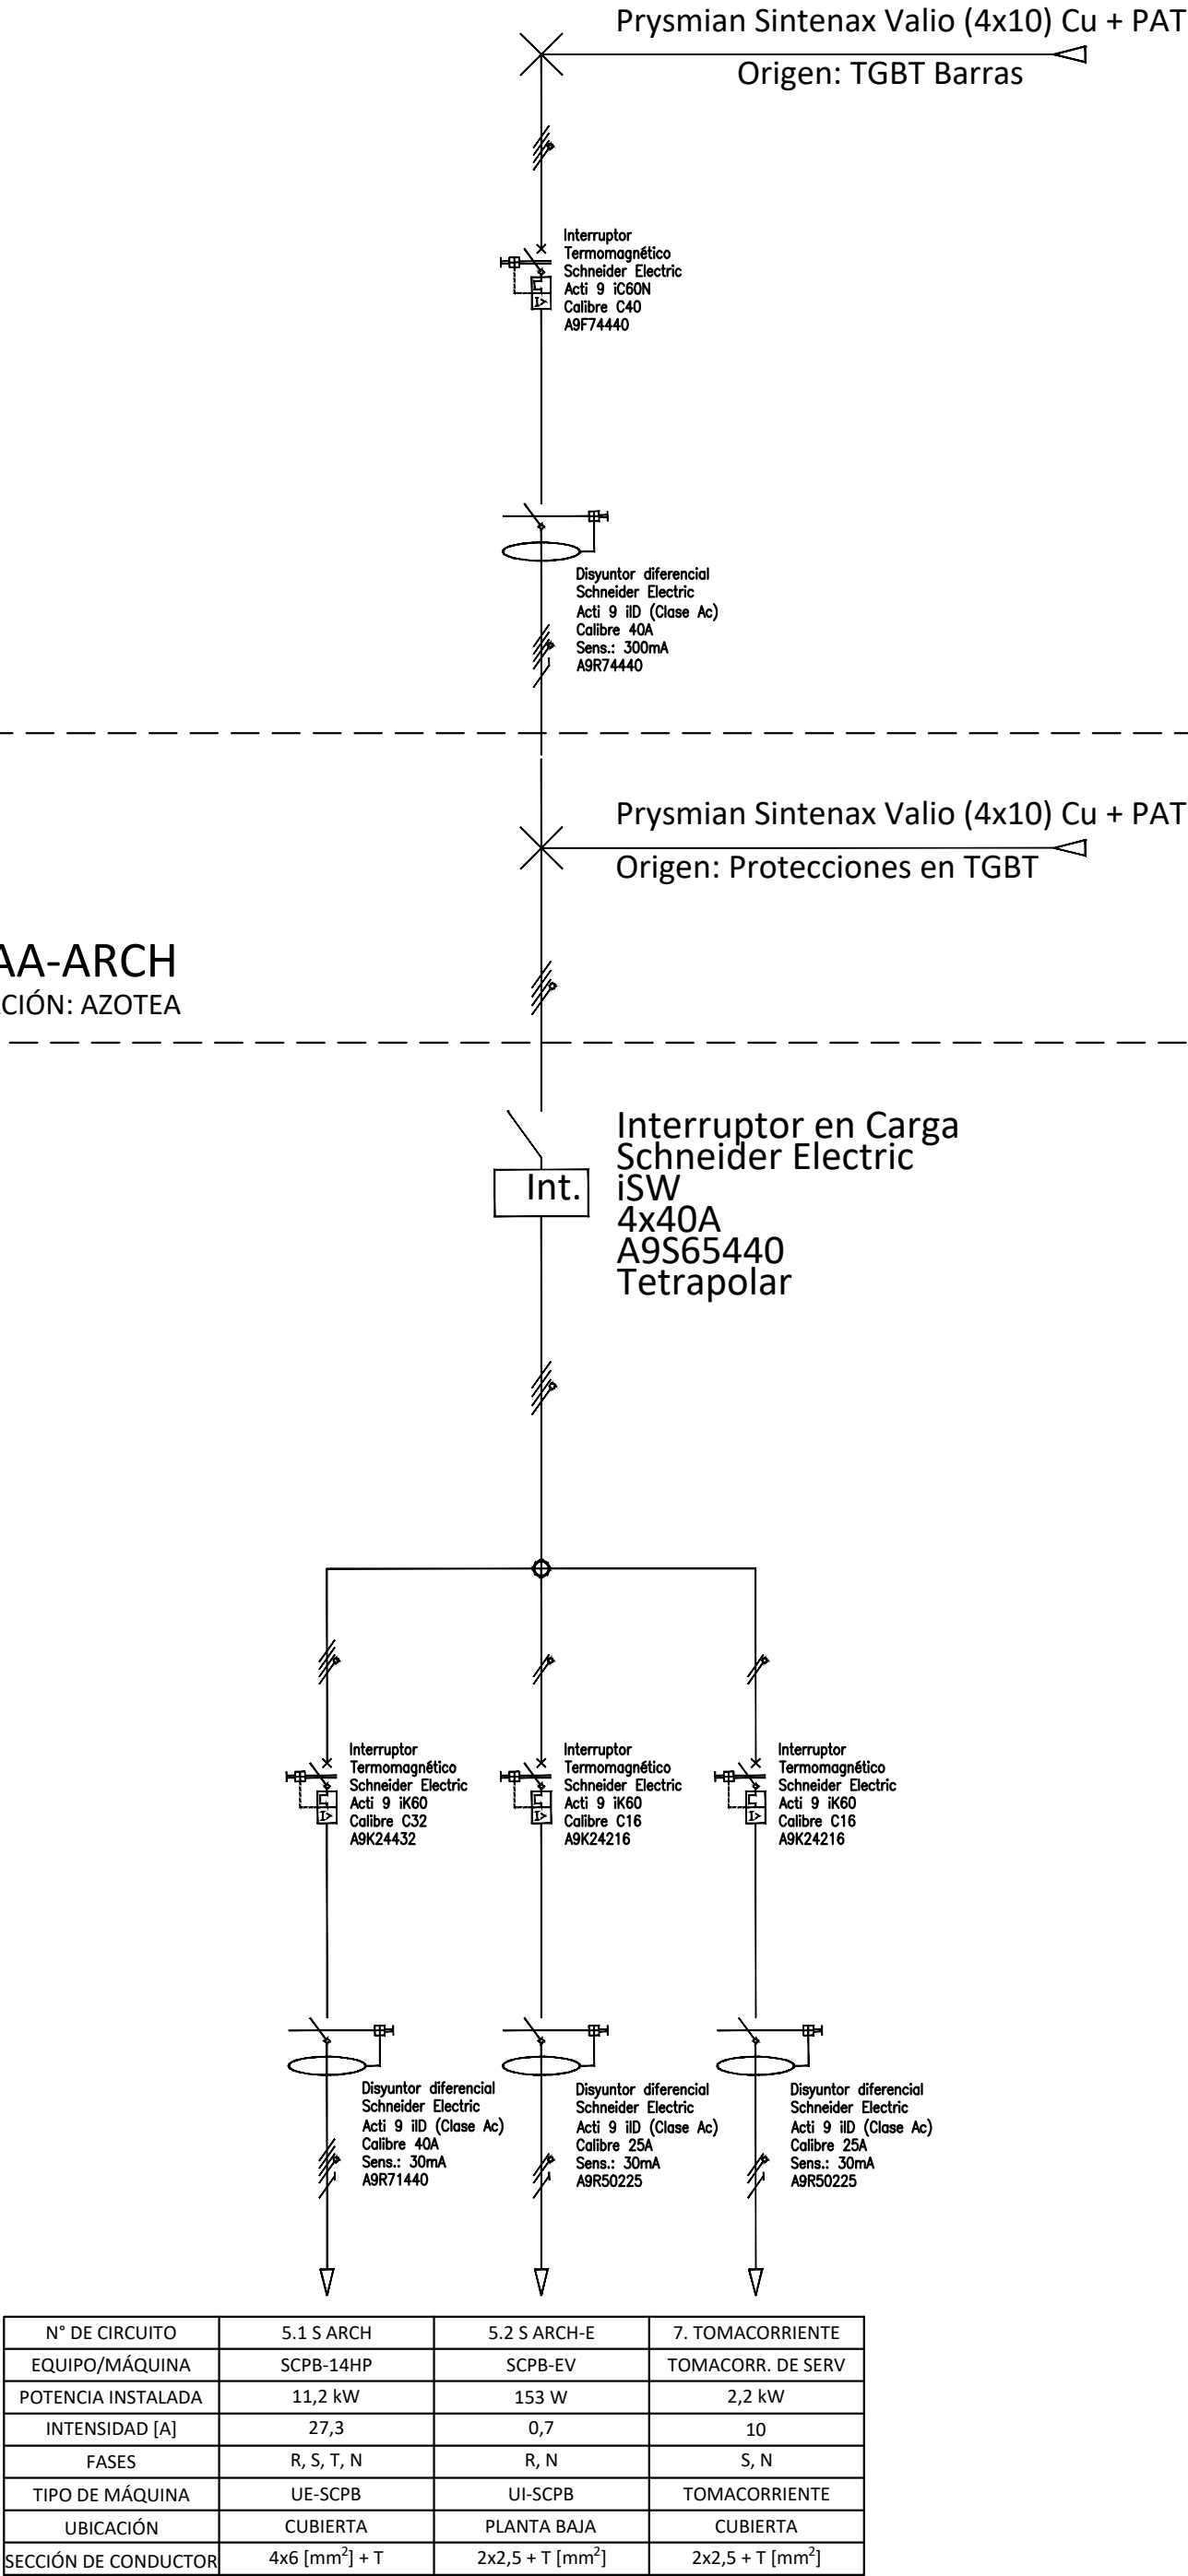 Prysmian Sintenax Valio (4x10) Cu + PAT
Origen: TGBT Barras
Interruptor
Termomagnético
Schneider Electric
Acti 9 iC60N
Calibre C40
A9F74440
I>
Disyuntor diferencial
Schneider Electric
Acti 9 iID (Clase Ac)
Calibre 40A
Sens.: 300mA
A9R74440
Prysmian Sintenax Valio (4x10) Cu + PAT
Origen: Protecciones en TGBT
AA-ARCH
ACIÓN: AZOTEA
Interruptor en Carga
Schneider Electric
iSW
4x40A
A9S65440
Tetrapolar
Int.
Interruptor
Termomagnético
Schneider Electric
Acti 9 iK60
Calibre C32
A9K24432
I>
Interruptor
Termomagnético
Schneider Electric
Acti 9 iK60
Calibre C16
A9K24216
I>
Interruptor
Termomagnético
Schneider Electric
Acti 9 iK60
Calibre C16
A9K24216
I>
Disyuntor diferencial
Schneider Electric
Acti 9 iID (Clase Ac)
Calibre 40A
Sens.: 30mA
A9R71440
Disyuntor diferencial
Schneider Electric
Acti 9 iID (Clase Ac)
Calibre 25A
Sens.: 30mA
A9R50225
Disyuntor diferencial
Schneider Electric
Acti 9 iID (Clase Ac)
Calibre 25A
Sens.: 30mA
A9R50225
N° DE CIRCUITO 5.1 S ARCH 5.2 S ARCH-E 7. TOMACORRIENTE
EQUIPO/MÁQUINA SCPB-14HP SCPB-EV TOMACORR. DE SERV
POTENCIA INSTALADA 11,2 kW 153 W 2,2 kW
INTENSIDAD [A] 27,3 0,7 10
FASES R, S, T, N R, N S, N
TIPO DE MÁQUINA UE-SCPB UI-SCPB TOMACORRIENTE
UBICACIÓN CUBIERTA PLANTA BAJA CUBIERTA
SECCIÓN DE CONDUCTOR 4x6 [mm²] + T 2x2,5 + T [mm²] 2x2,5 + T [mm²]